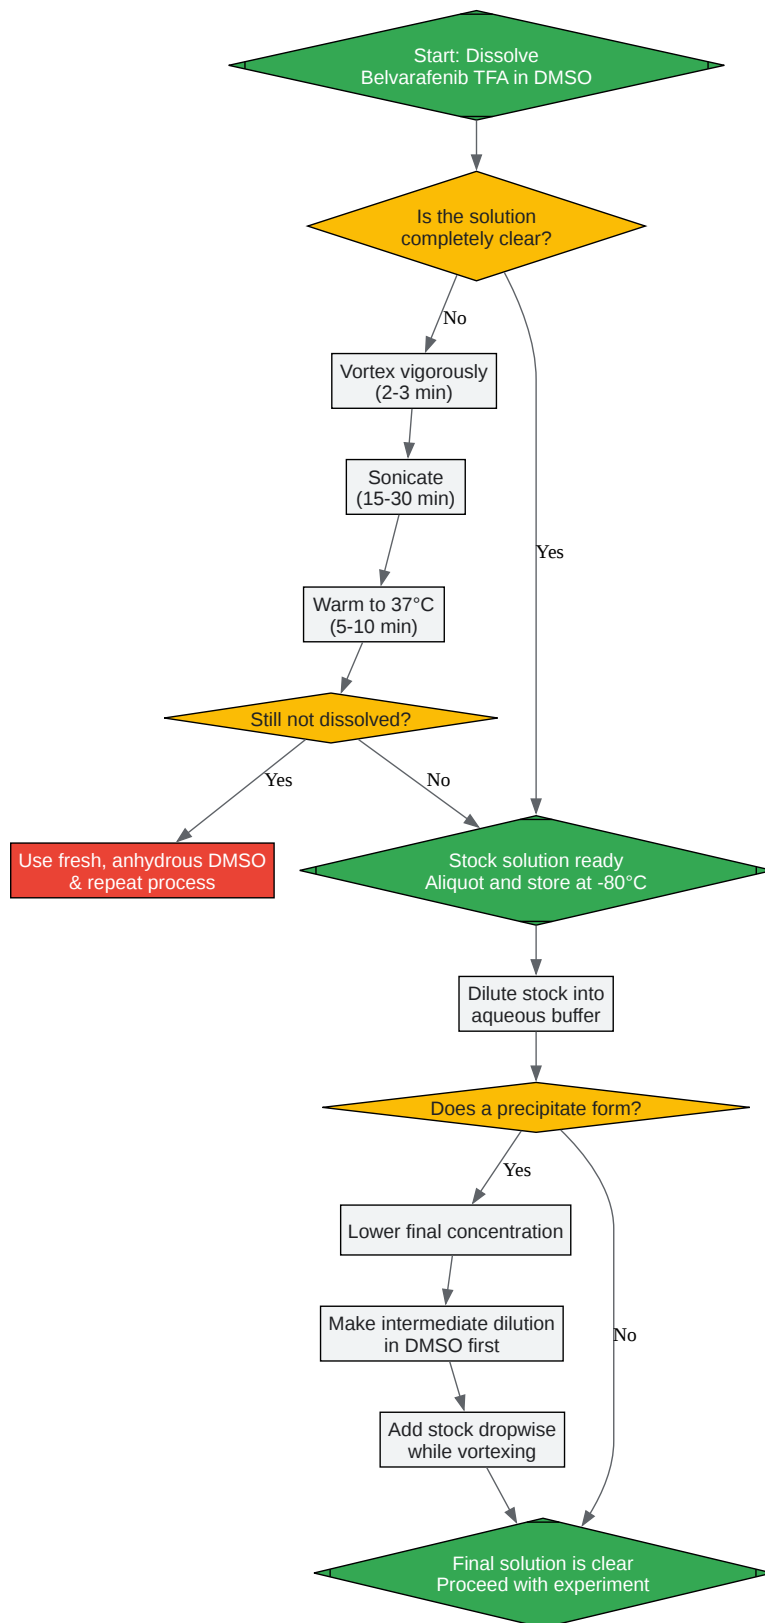 Start: Dissolve
Belvarafenib TFA in DMSO
Is the solution
completely clear?
No
Vortex vigorously
(2-3 min)
Sonicate
(15-30 min)
Yes
Warm to 37°C
(5-10 min)
Still not dissolved?
Yes
No
Use fresh, anhydrous DMSO
& repeat process
Stock solution ready
Aliquot and store at -80°C
Dilute stock into
aqueous buffer
Does a precipitate form?
Yes
Lower final concentration
Make intermediate dilution
in DMSO first
No
Add stock dropwise
while vortexing
Final solution is clear
Proceed with experiment